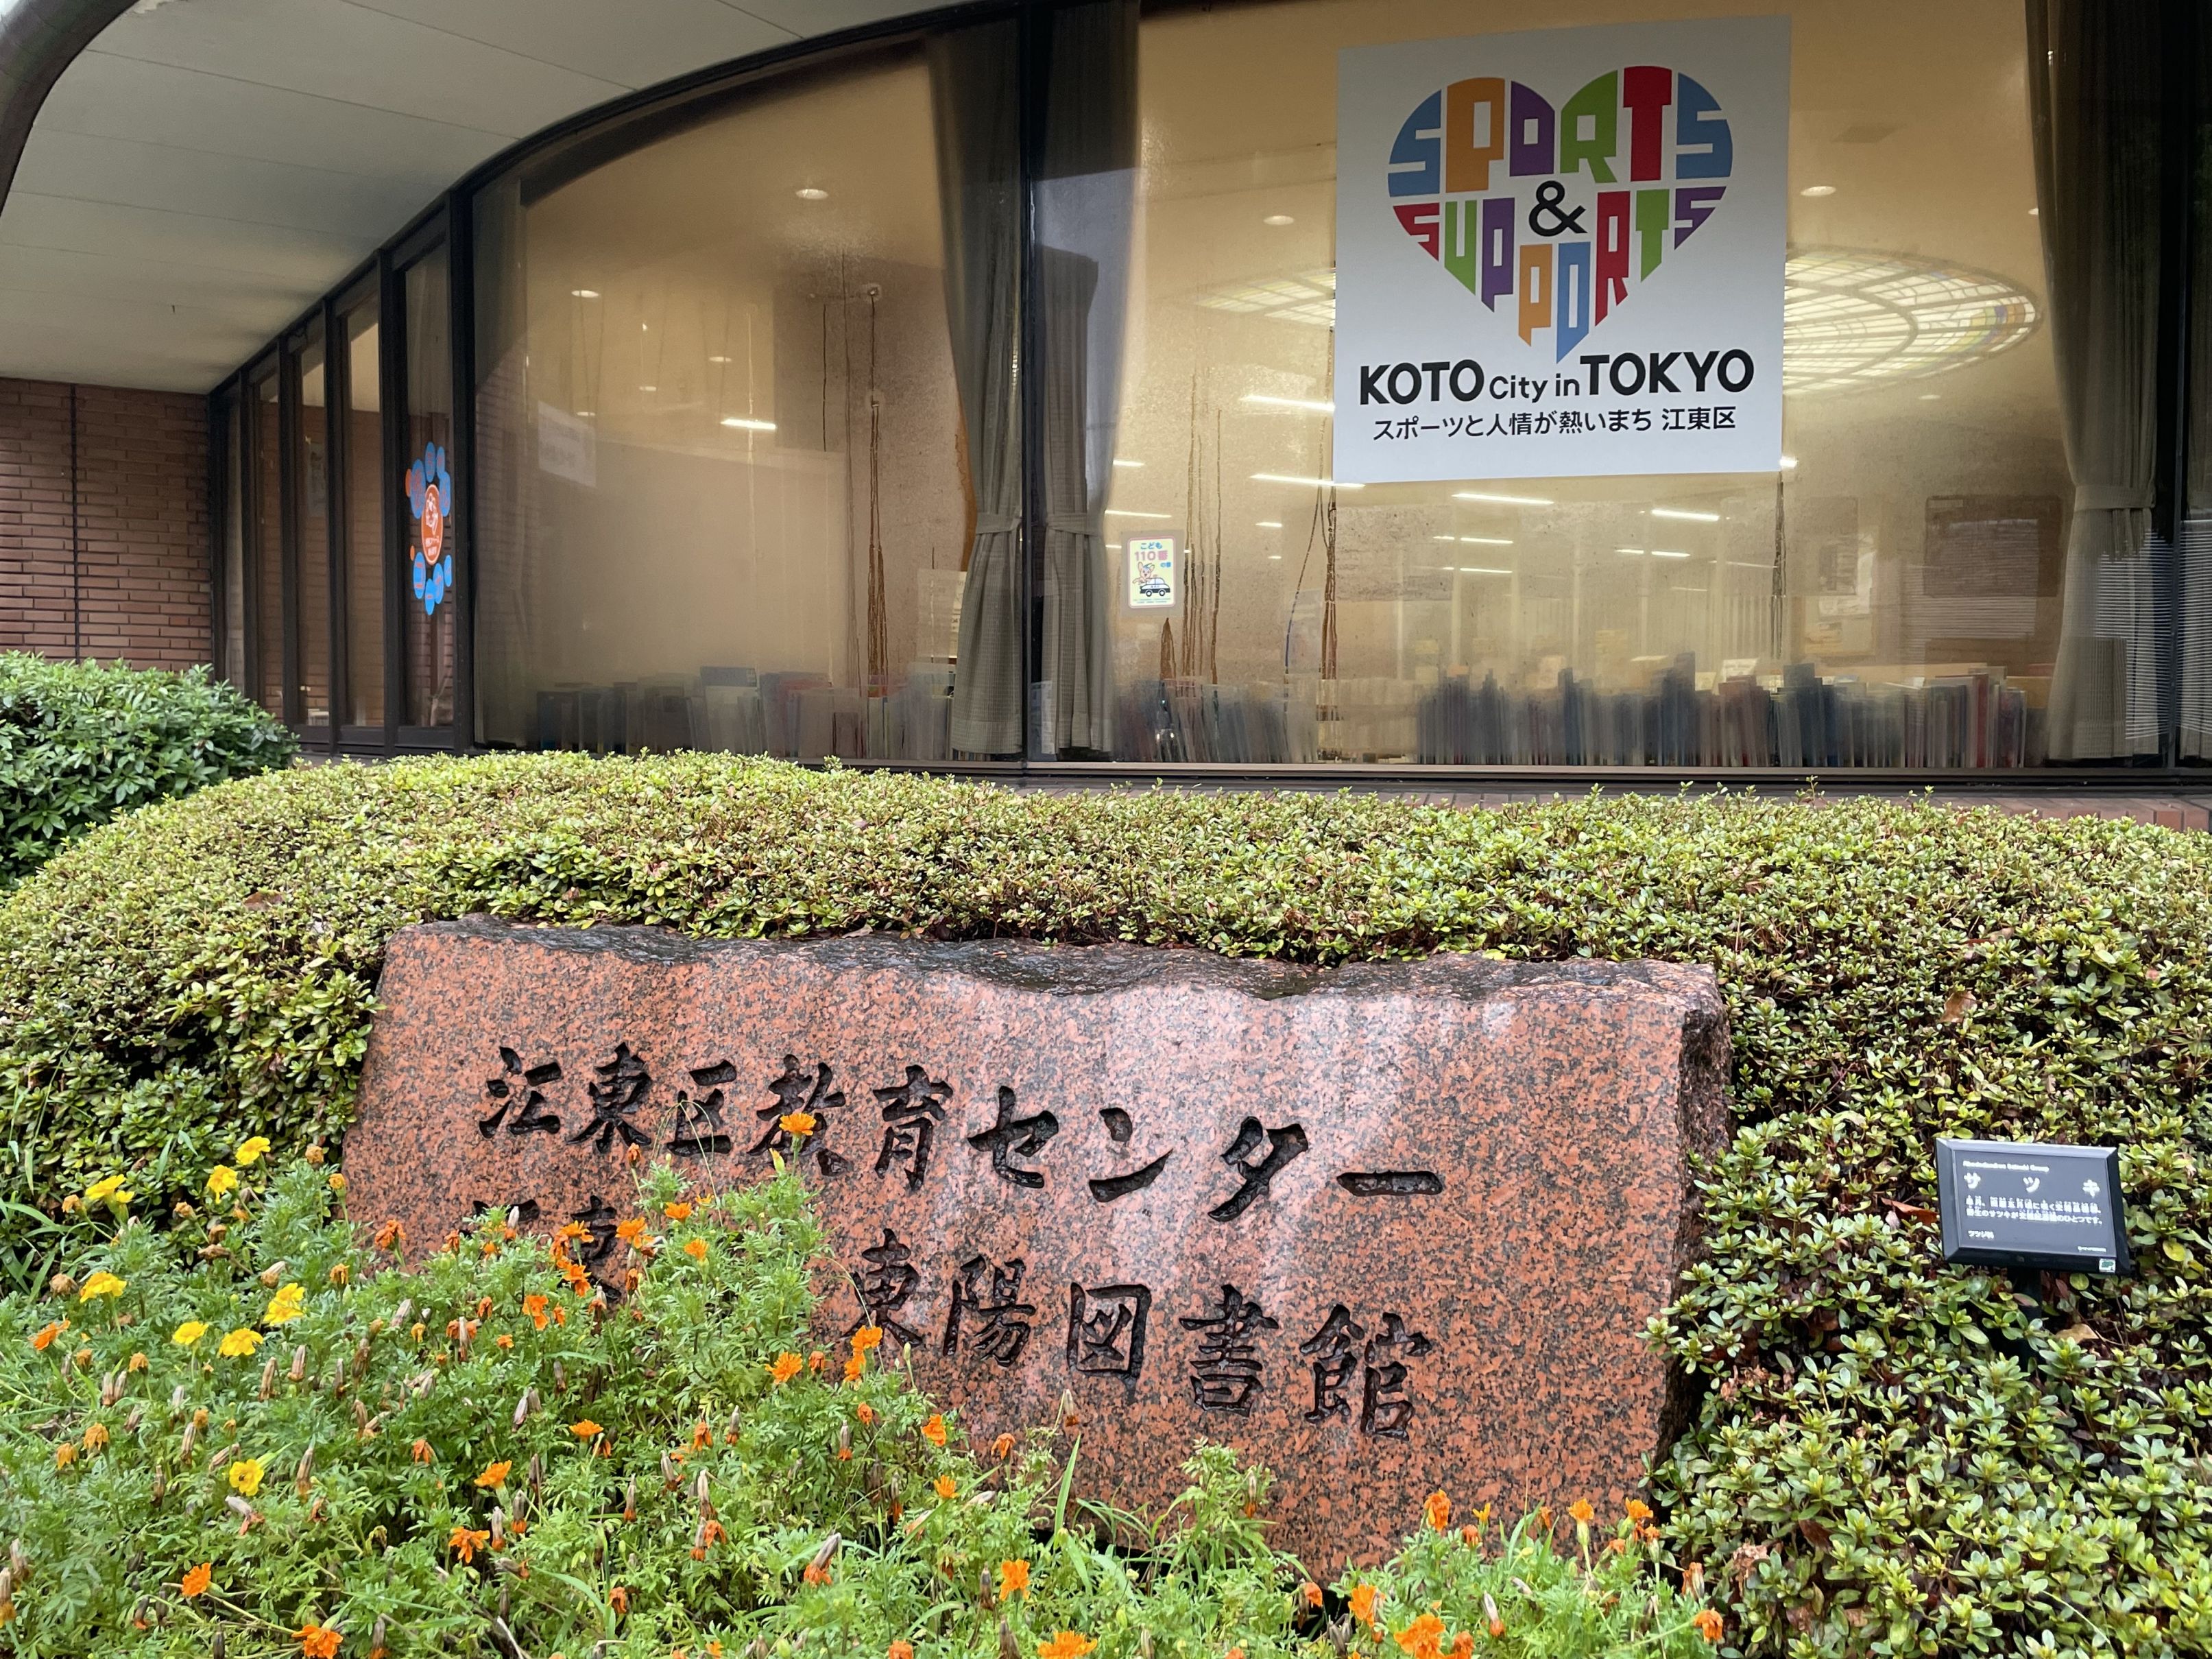 SPORTS
&
SUPPORTS
KOTO City in TOKYO
スポーツと人情が熱いまち 江東区
こども
110番
江東区教育センター
江東 東陽図書館
サツキ